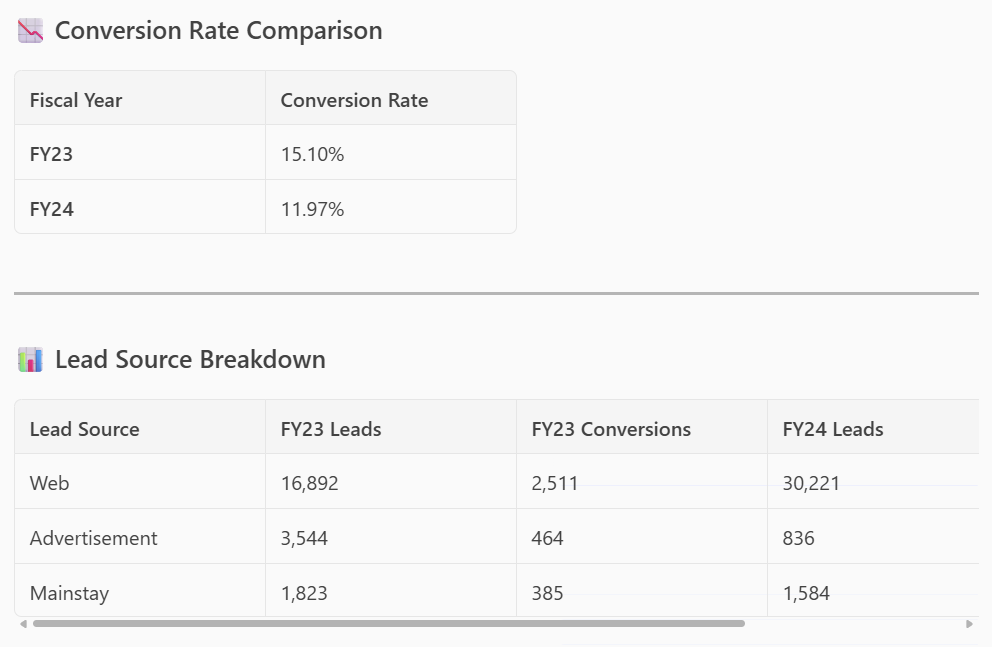 Conversion Rate Comparison
Fiscal Year Conversion Rate
FY23 15.10%
FY24 11.97%
Lead Source Breakdown
Lead Source FY23 Leads FY23 Conversions FY24 Leads
Web 16,892 2,511 30,221
Advertisement 3,544 464 836
Mainstay 1,823 385 1,584